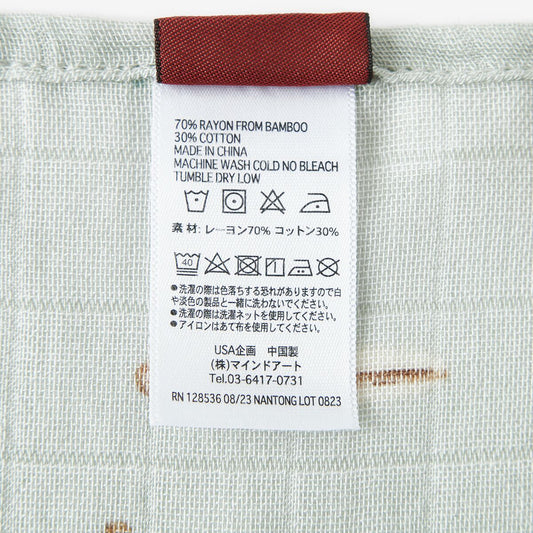 70% RAYON FROM BAMBOO
30% COTTON
MADE IN CHINA
MACHINE WASH COLD NO BLEACH
TUMBLE DRY LOW
素材: レーヨン70% コットン30%
40
●洗濯の際は色落ちする恐れがありますので白
や淡色の製品と一緒に洗わないでください。
●洗濯の際は洗濯ネットを使用してください。
●アイロンはあて布を使用してください。
USA企画 中国製
(株)マインドアート
Tel.03-6417-0731
RN 128536 08/23 NANTONG LOT 0823